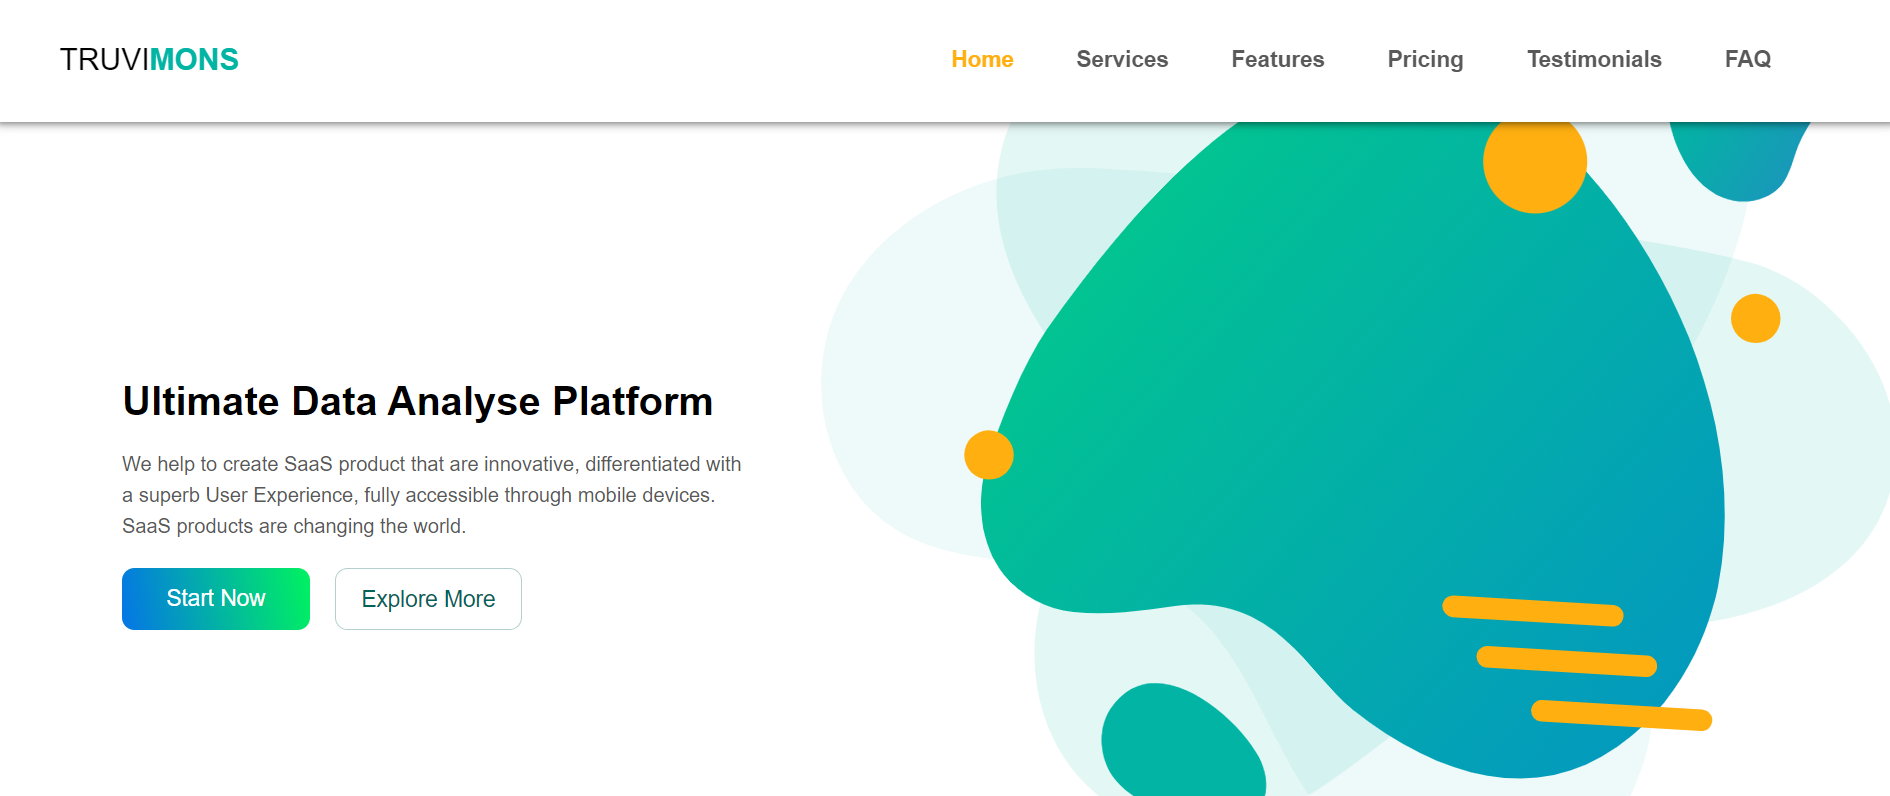 TRUVIMONS
Home Services Features Pricing Testimonials FAQ
Ultimate Data Analyse Platform
We help to create SaaS product that are innovative, differentiated with
a superb User Experience, fully accessible through mobile devices.
SaaS products are changing the world.
Start Now Explore More